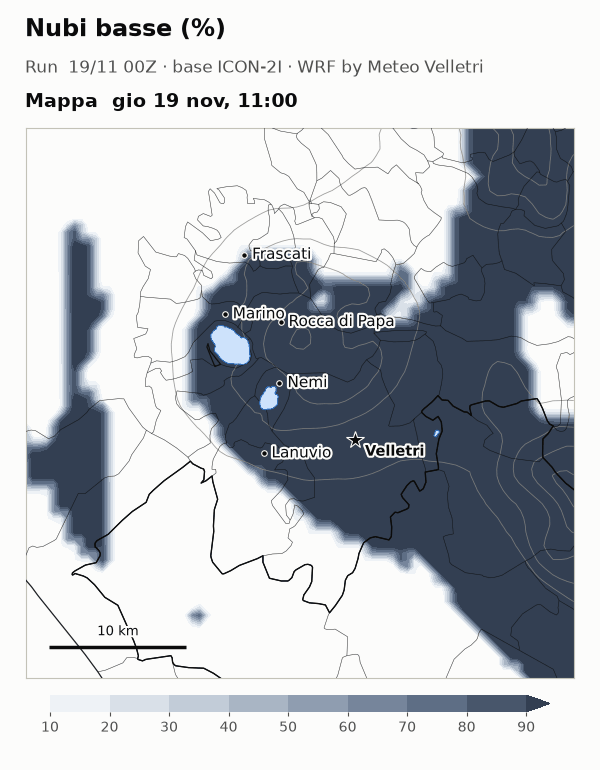 Nubi basse (%)
Run  19/11 00Z · base ICON-2I · WRF by Meteo Velletri
Mappa  gio 19 nov, 11:00
Frascati
Marino
Rocca di Papa
Nemi
Velletri
Lanuvio
10 km
10 20 30 40 50 60 70 80 90